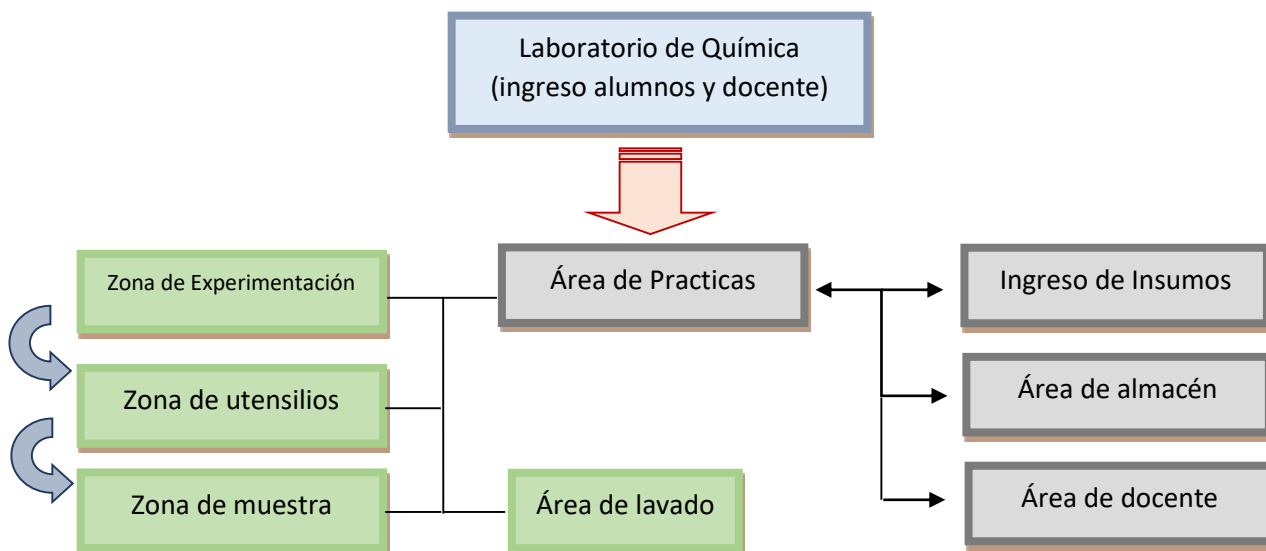 Laboratorio de Química
(ingreso alumnos y docente)
Zona de Experimentación
Área de Practicas
Ingreso de Insumos
Zona de utensilios
Área de almacén
Zona de muestra
Área de lavado
Área de docente